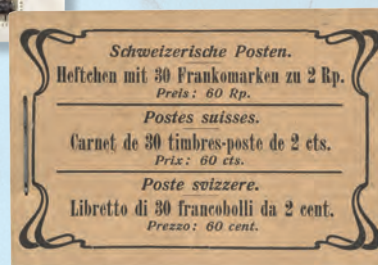 Schweizerische Posten.
Heftchen mit 30 Frankomarken zu 2 Rp.
Preis: 60 Rp.
Postes suisses.
Carnet de 30 timbres-poste de 2 cts.
Prix: 60 cts.
Poste svizzere.
Libretto di 30 francobolli da 2 cent.
Prezzo: 60 cent.